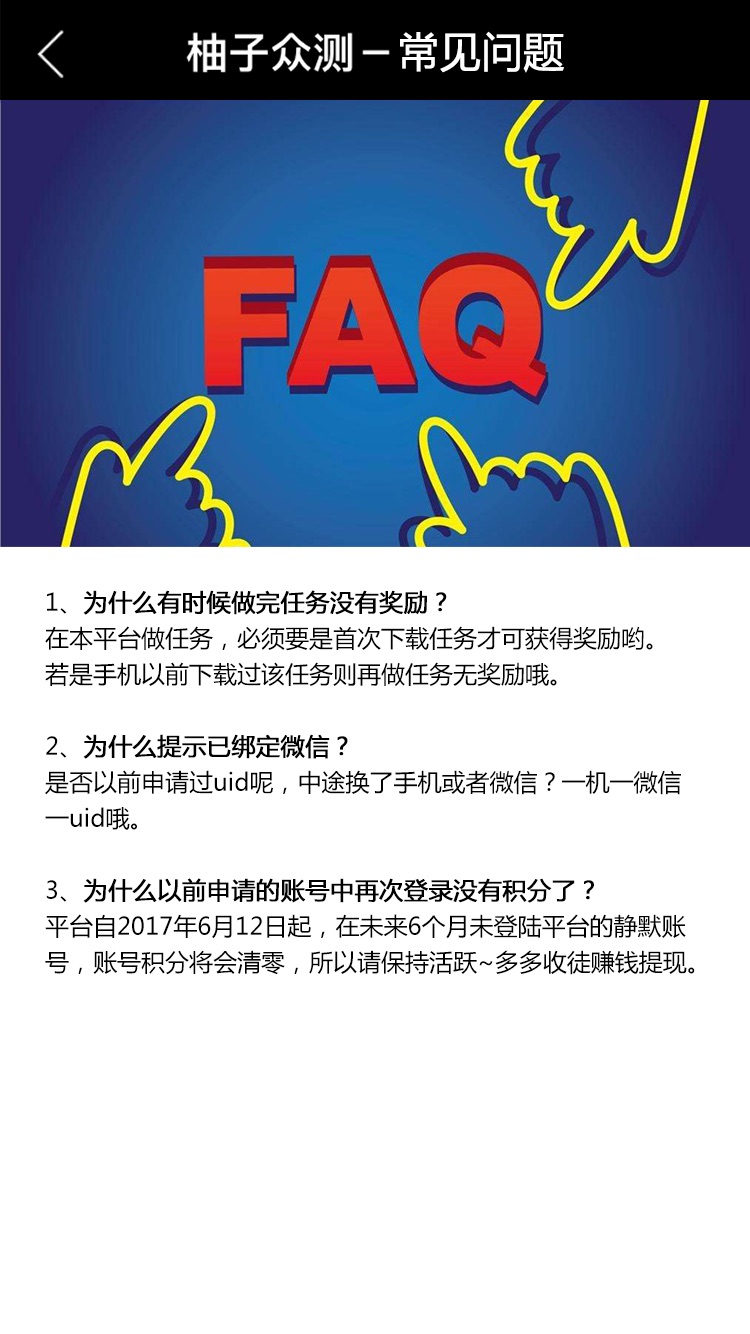 柚子众测－常见问题
FAQ
1、为什么有时候做完任务没有奖励？
在本平台做任务，必须要是首次下载任务才可获得奖励哟。
若是手机以前下载过该任务则再做任务无奖励哦。
2、为什么提示已绑定微信？
是否以前申请过uid呢，中途换了手机或者微信？一机一微信
一uid哦。
3、为什么以前申请的账号中再次登录没有积分了？
平台自2017年6月12日起，在未来6个月未登陆平台的静默账
号，账号积分将会清零，所以请保持活跃~多多收徒赚钱提现。